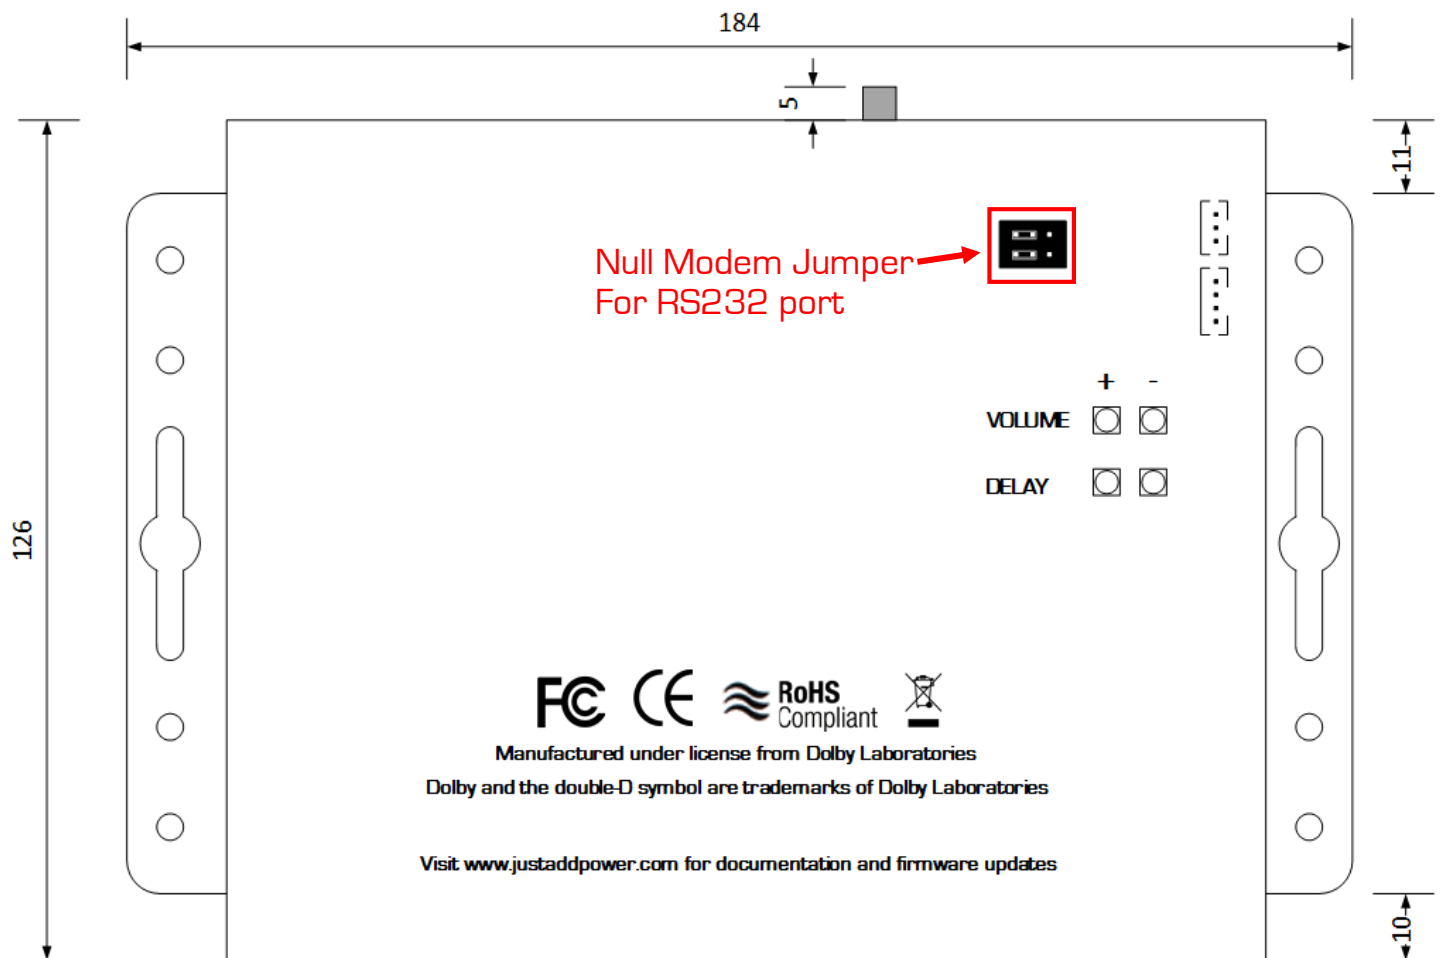 184
5
11
Null Modem Jumper
For RS232 port
+ -
VOLUME
DELAY
126
FC CE RoHS
Compliant
Manufactured under license from Dolby Laboratories
Dolby and the double-D symbol are trademarks of Dolby Laboratories
Visit www.justaddpower.com for documentation and firmware updates
10